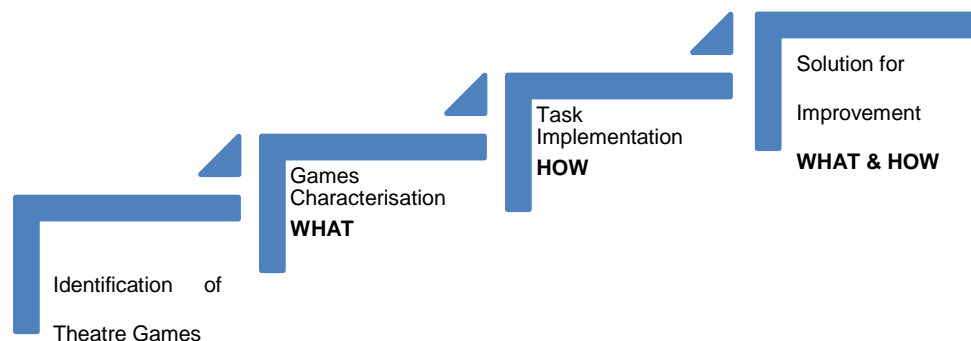 Identification of
Theatre Games
Games
Characterisation
WHAT
Task
Implementation
HOW
Solution for
Improvement
WHAT & HOW